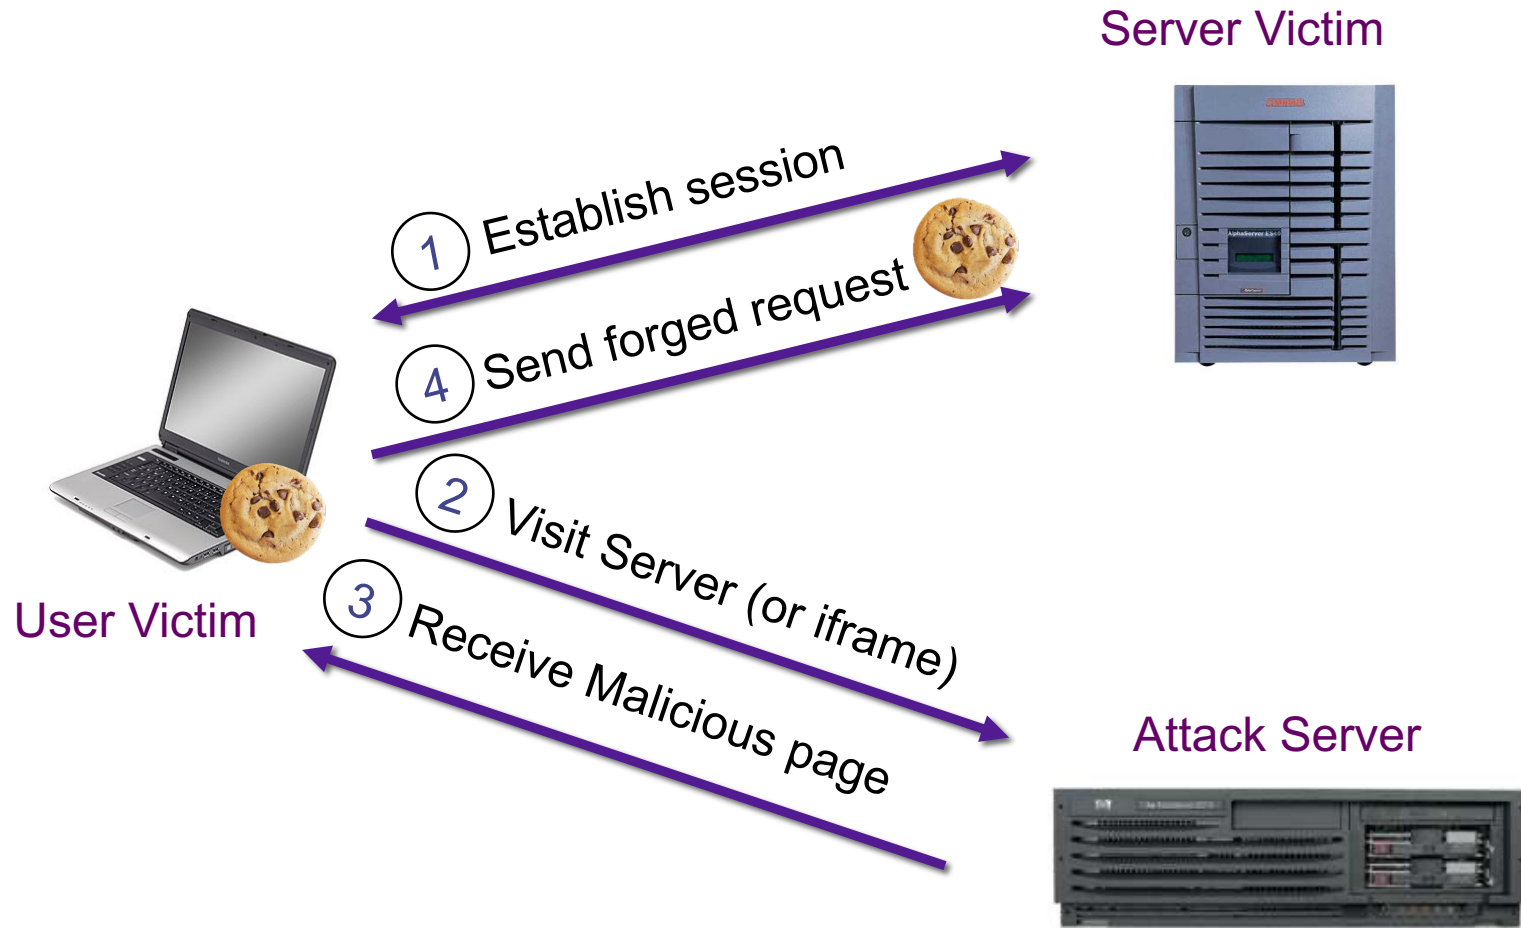 Server Victim
1 Establish session
4 Send forged request
2 Visit Server (or iframe)
3 Receive Malicious page
User Victim
Attack Server